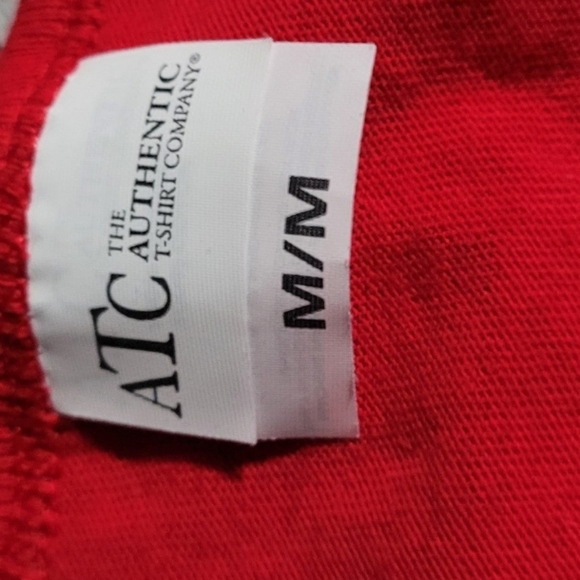 ATC
THE
AUTHENTIC
T-SHIRT COMPANY®
M/M